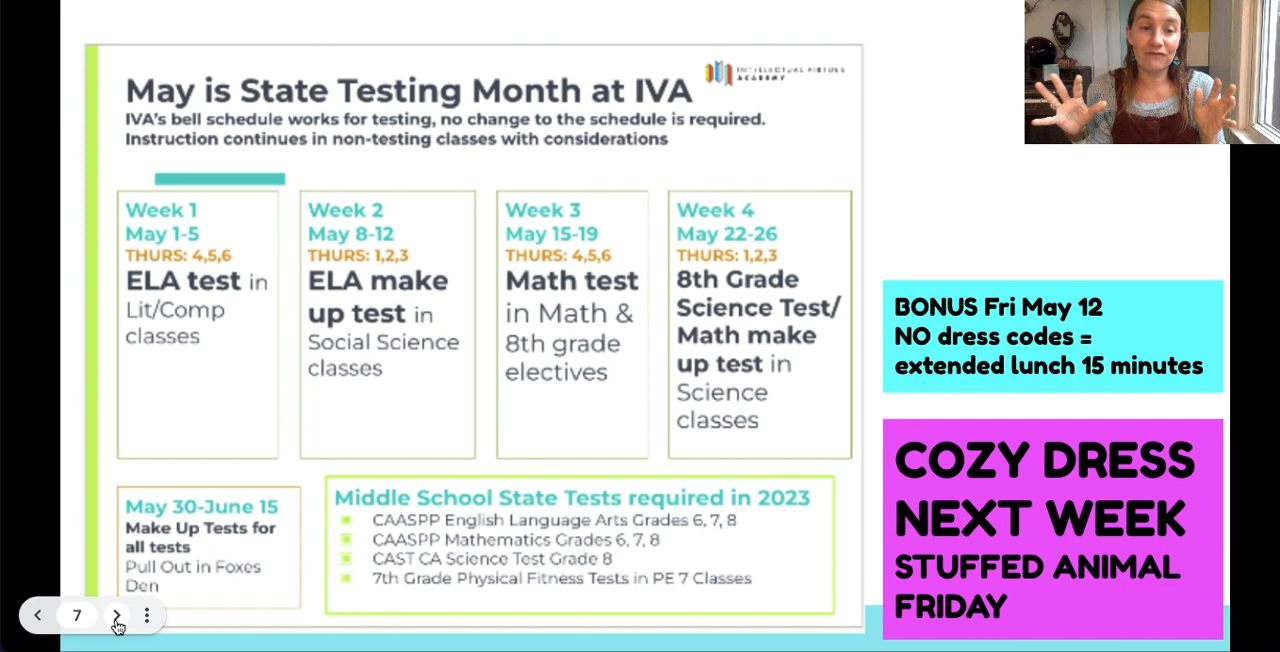 May is State Testing Month at IVA
INTELLECTUAL VIRTUES
ACADEMY
IVA's bell schedule works for testing, no change to the schedule is required.
Instruction continues in non-testing classes with considerations
Week 1
May 1-5
THURS: 4,5,6
ELA test in
Lit/Comp
classes
Week 2
May 8-12
THURS: 1,2,3
ELA make
up test in
Social Science
classes
Week 3
May 15-19
THURS: 4,5,6
Math test
in Math &
8th grade
electives
Week 4
May 22-26
THURS: 1,2,3
8th Grade
Science Test/
Math make
up test in
Science
classes
BONUS Fri May 12
NO dress codes =
extended lunch 15 minutes
COZY DRESS
NEXT WEEK
STUFFED ANIMAL
FRIDAY
May 30-June 15
Make Up Tests for
all tests
Pull Out in Foxes
Den
Middle School State Tests required in 2023
CAASPP English Language Arts Grades 6, 7, 8
CAASPP Mathematics Grades 6, 7, 8
CAST CA Science Test Grade 8
7th Grade Physical Fitness Tests in PE 7 Classes
7